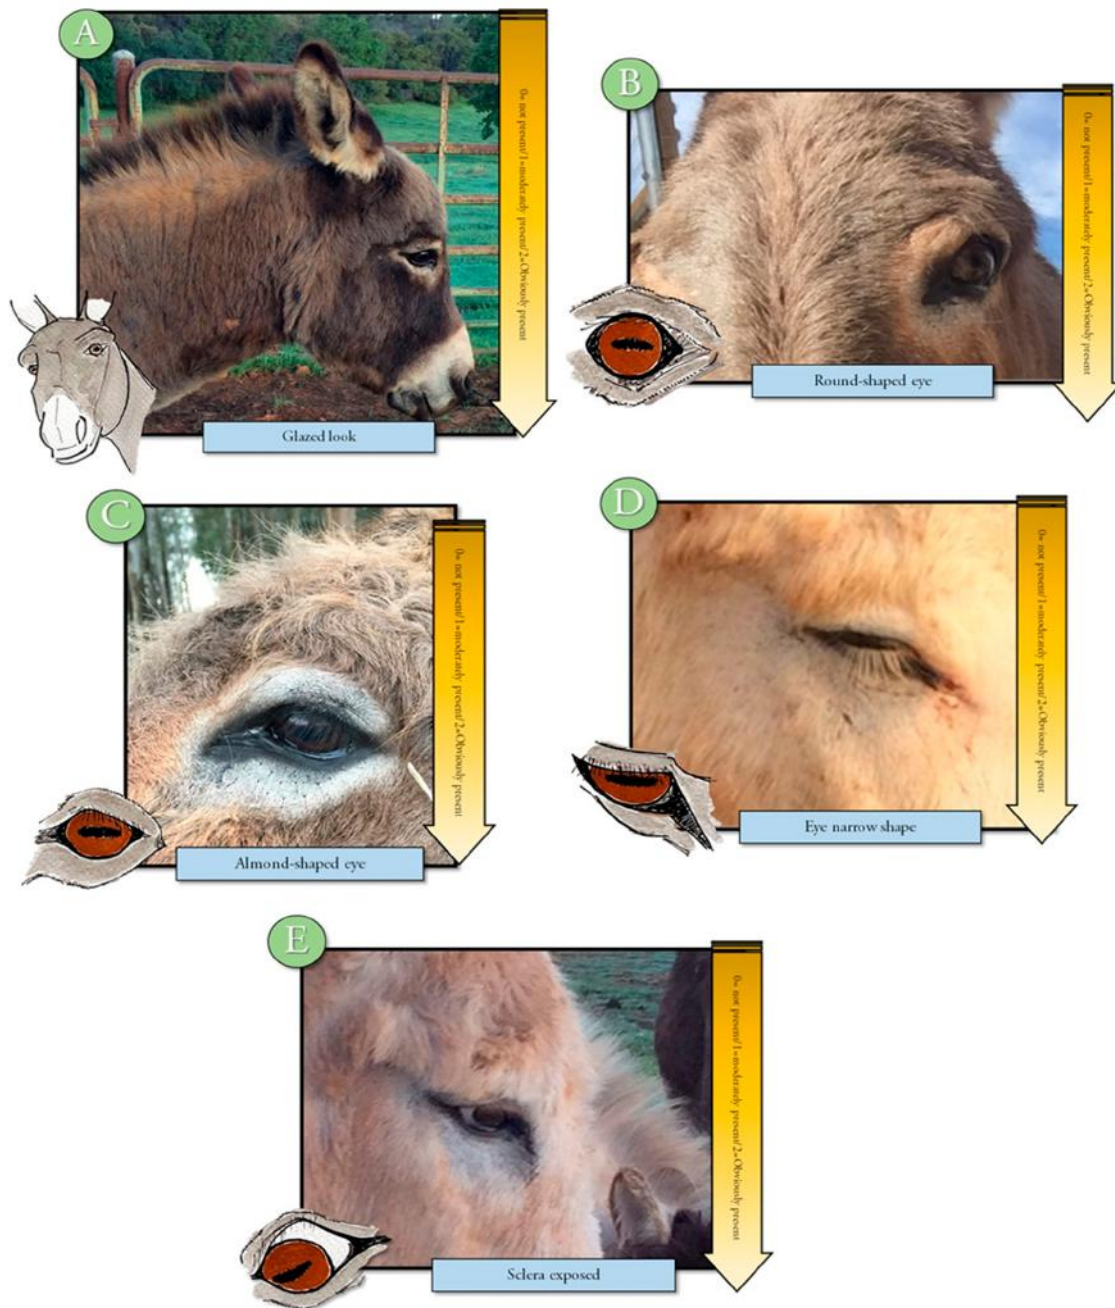 A
0= not present/1=moderately present/2=Obviously present
Glazed look
B
0= not present/1=moderately present/2=Obviously present
Round-shaped eye
C
0= not present/1=moderately present/2=Obviously present
Almond-shaped eye
D
0= not present/1=moderately present/2=Obviously present
Eye narrow shape
E
0= not present/1=moderately present/2=Obviously present
Sclera exposed